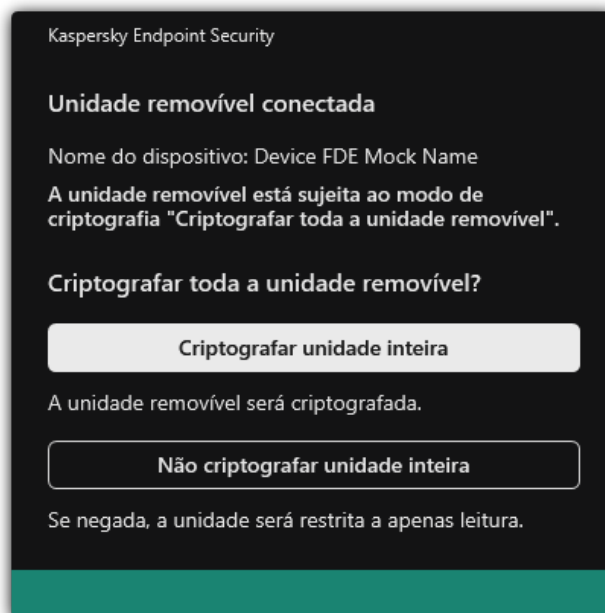 Kaspersky Endpoint Security
Unidade removível conectada
Nome do dispositivo: Device FDE Mock Name
A unidade removível está sujeita ao modo de
criptografia "Criptografar toda a unidade removível".
Criptografar toda a unidade removível?
Criptografar unidade inteira
A unidade removível será criptografada.
Não criptografar unidade inteira
Se negada, a unidade será restrita a apenas leitura.